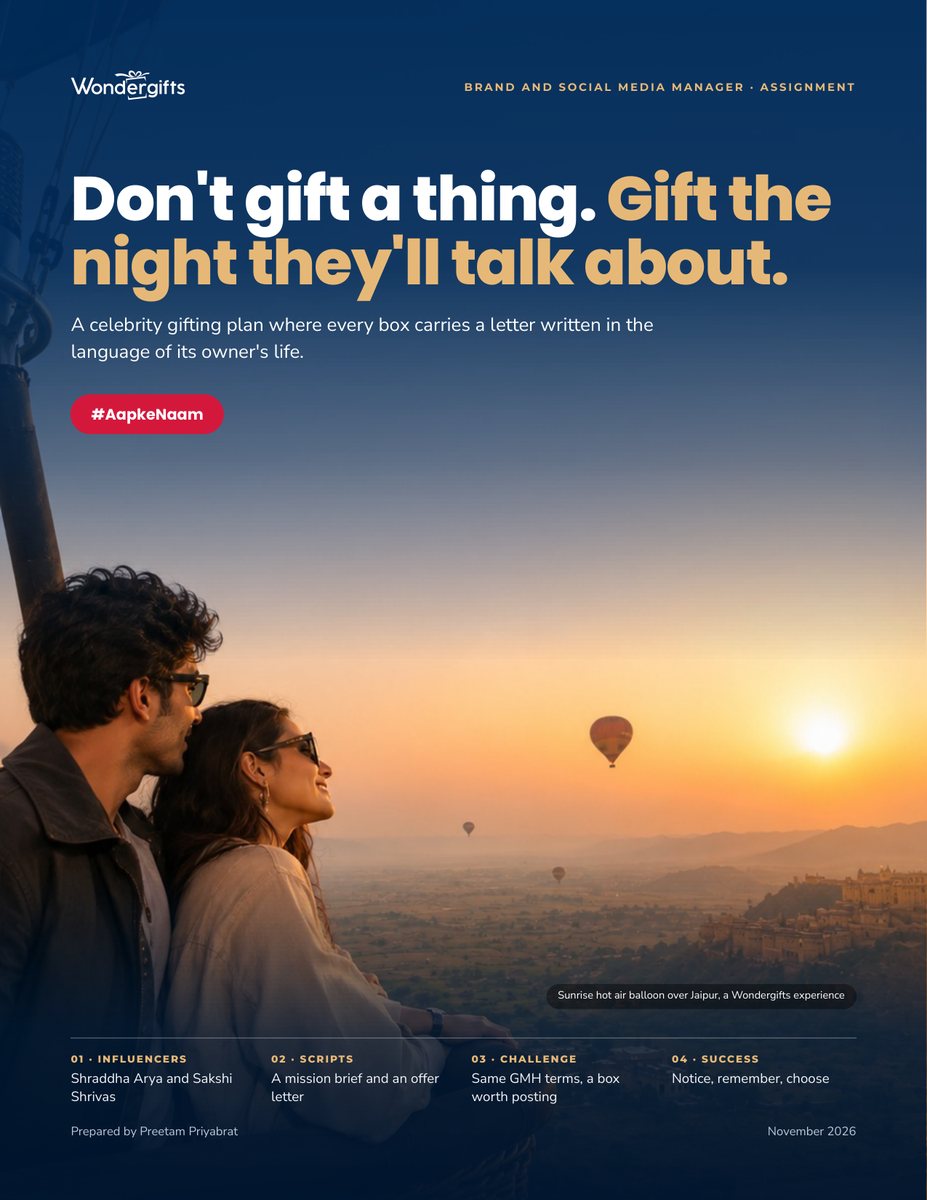 Wondergifts
BRAND AND SOCIAL MEDIA MANAGER · ASSIGNMENT
Don't gift a thing. Gift the
night they'll talk about.
A celebrity gifting plan where every box carries a letter written in the
language of its owner's life.
#AapkeNaam
Sunrise hot air balloon over Jaipur, a Wondergifts experience
01 · INFLUENCERS
Shraddha Arya and Sakshi
Shrivas
02 · SCRIPTS
A mission brief and an offer
letter
03 · CHALLENGE
Same GMH terms, a box
worth posting
04 · SUCCESS
Notice, remember, choose
Prepared by Preetam Priyabrat
November 2026